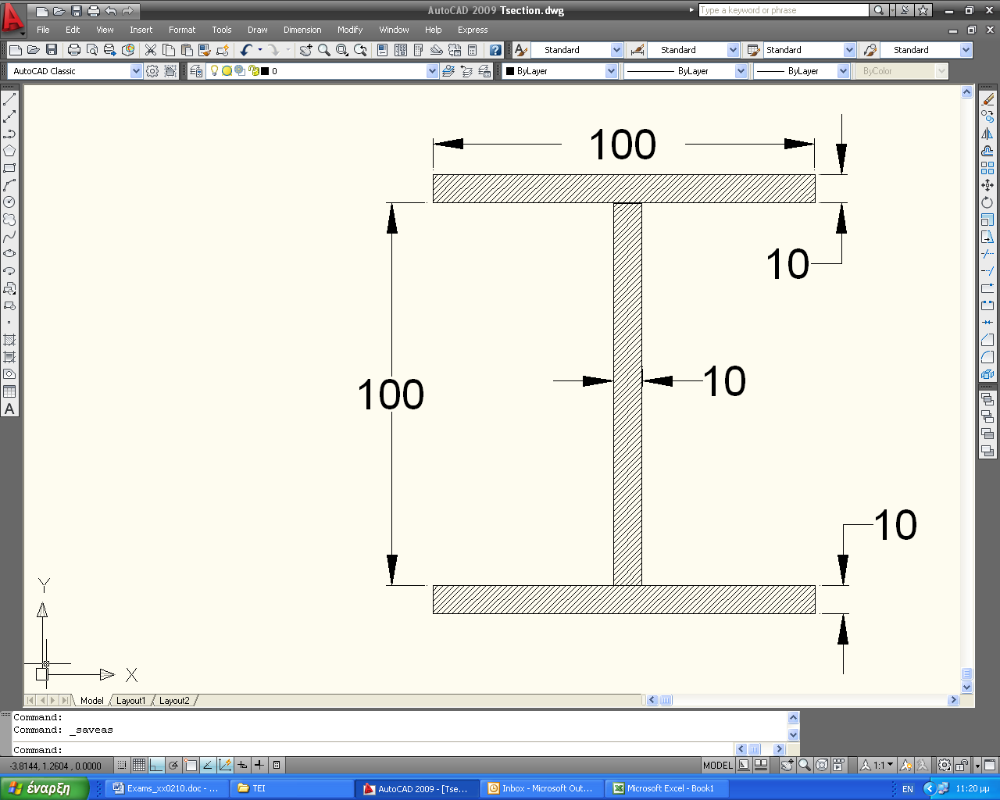 AutoCAD 2009 Tsection.dwg
Type a keyword or phrase
File Edit View Insert Format Tools Draw Dimension Modify Window Help Express
Standard Standard Standard Standard
AutoCAD Classic 0 ByLayer ByLayer ByLayer ByColor
100
10
100
10
10
Y
X
Model Layout1 Layout2
Command:
Command: _saveas
Command:
-3.8144, 1.2604 , 0.0000 MODEL 1:1
έναρξη Exams_xx0210.doc - ... TEI AutoCAD 2009 - [Tse... Inbox - Microsoft Out... Microsoft Excel - Book1 EN 11:20 μμ